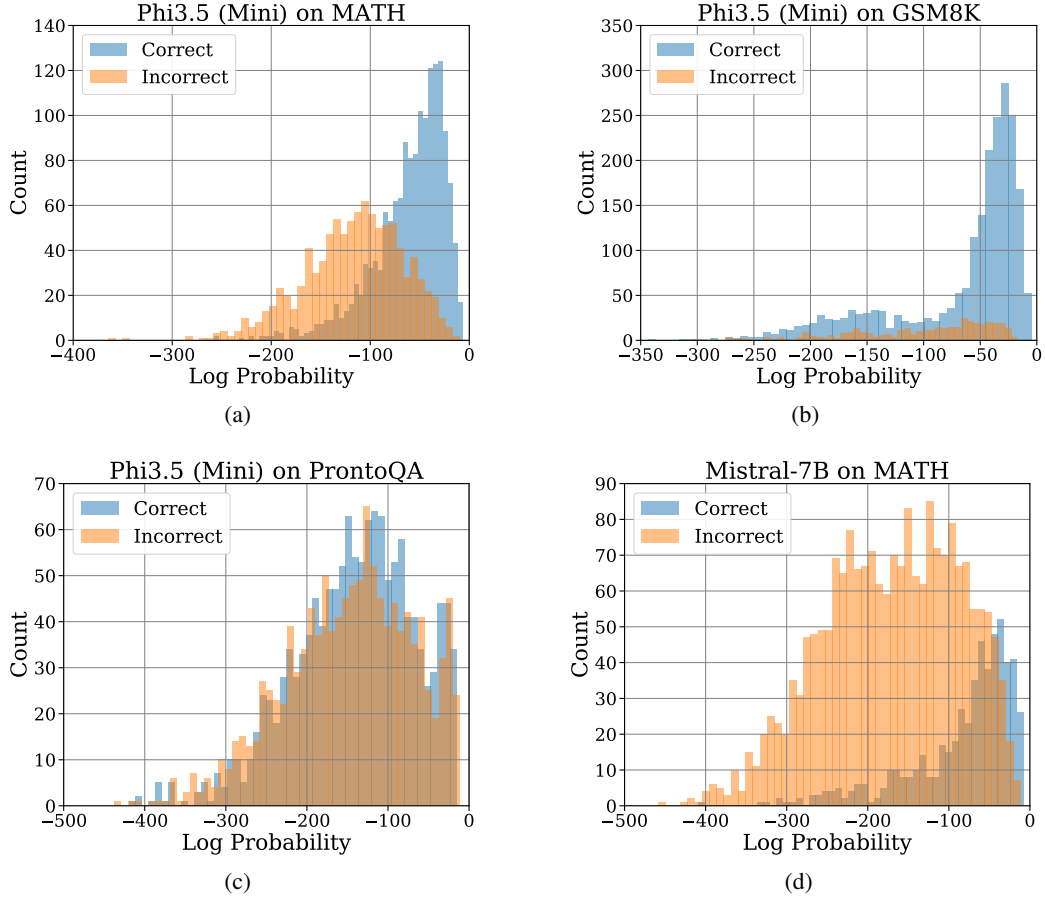 Phi3.5 (Mini) on MATH
140
120
100
80
60
40
20
0
Count
Correct
Incorrect
−400
−300
−200
−100
0
Log Probability
(a)
Phi3.5 (Mini) on GSM8K
350
300
250
200
150
100
50
0
Count
Correct
Incorrect
−350
−300
−250
−200
−150
−100
−50
0
Log Probability
(b)
Phi3.5 (Mini) on ProntoQA
70
60
50
40
30
20
10
0
Count
Correct
Incorrect
−500
−400
−300
−200
−100
0
Log Probability
(c)
Mistral-7B on MATH
90
80
70
60
50
40
30
20
10
0
Count
Correct
Incorrect
−500
−400
−300
−200
−100
0
Log Probability
(d)